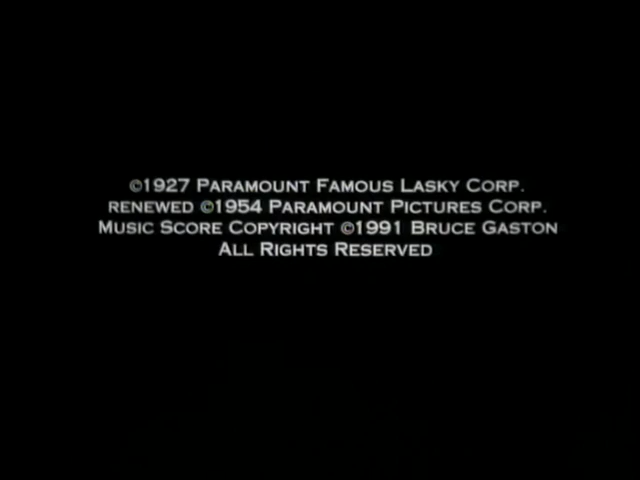 ©1927 Paramount Famous Lasky Corp.
renewed ©1954 Paramount Pictures Corp.
Music Score Copyright ©1991 Bruce Gaston
All Rights Reserved